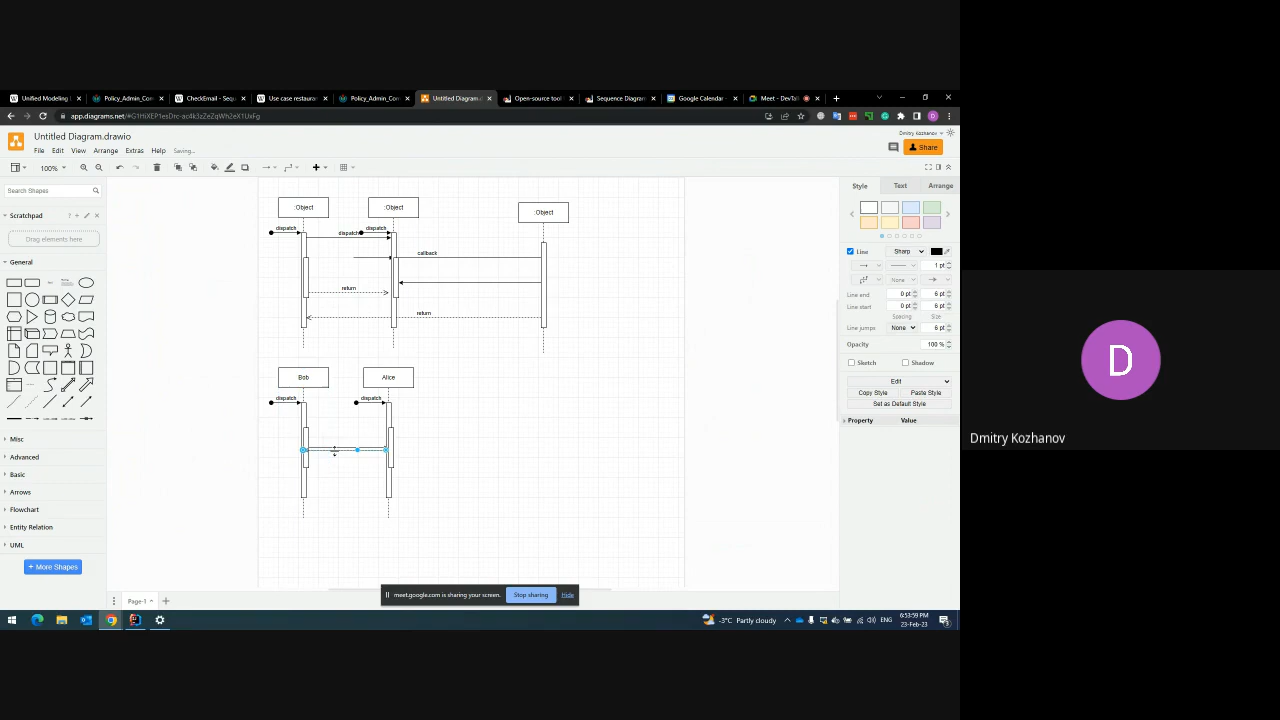 Unified Modeling L
Policy_Admin_Con
CheckEmail - Sequ
Use case restauran
Policy_Admin_Con
Untitled Diagram.d
Open-source tool
Sequence Diagram
Google Calendar -
Meet - DevTal
app.diagrams.net/
Untitled Diagram.drawio
Dmitry Kozhanov
File Edit View Arrange Extras Help Saving...
Share
100%
Search Shapes
Style Text Arrange
Scratchpad
Drag elements here
General
:Object
:Object
:Object
dispatch
dispatch
dispatch
callback
return
return
Line Sharp 1 pt
None
Line end 0 pt 6 pt
Line start 0 pt 6 pt
Spacing Size
Line jumps None 6 pt
Opacity 100 %
Sketch Shadow
Edit
Copy Style Paste Style
Set as Default Style
Property Value
Bob
Alice
dispatch
dispatch
Misc
Advanced
Basic
Arrows
Flowchart
Entity Relation
UML
+ More Shapes
Page-1
meet.google.com is sharing your screen. Stop sharing Hide
-3°C Partly cloudy
ENG
6:53:59 PM
23-Feb-23
D
Dmitry Kozhanov